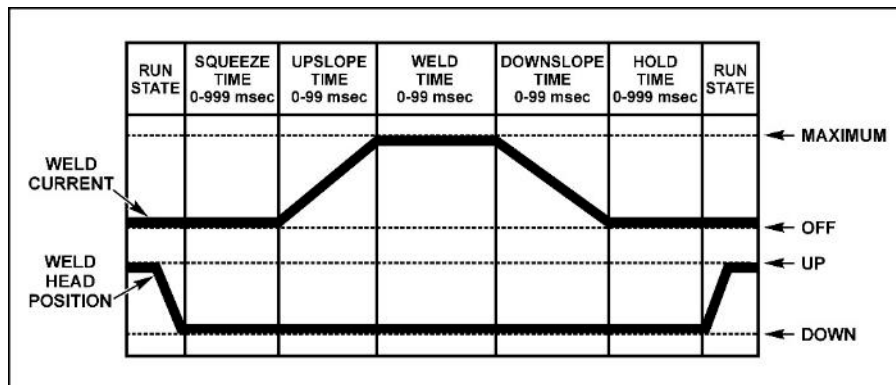 RUN
STATE
SQUEEZE
TIME
0-999 msec
UPSLOPE
TIME
0-99 msec
WELD
TIME
0-99 msec
DOWNSLOPE
TIME
0-99 msec
HOLD
TIME
0-999 msec
RUN
STATE
MAXIMUM
WELD
CURRENT
OFF
UP
WELD
HEAD
POSITION
DOWN